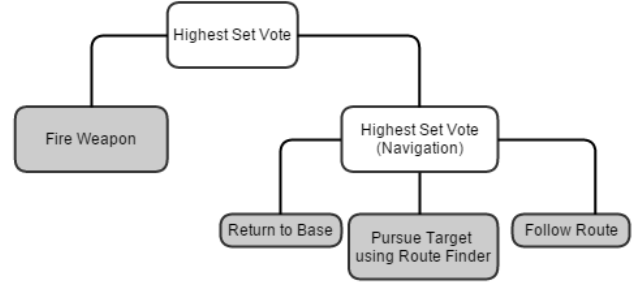 Highest Set Vote
Fire Weapon
Highest Set Vote
(Navigation)
Return to Base
Pursue Target
using Route Finder
Follow Route